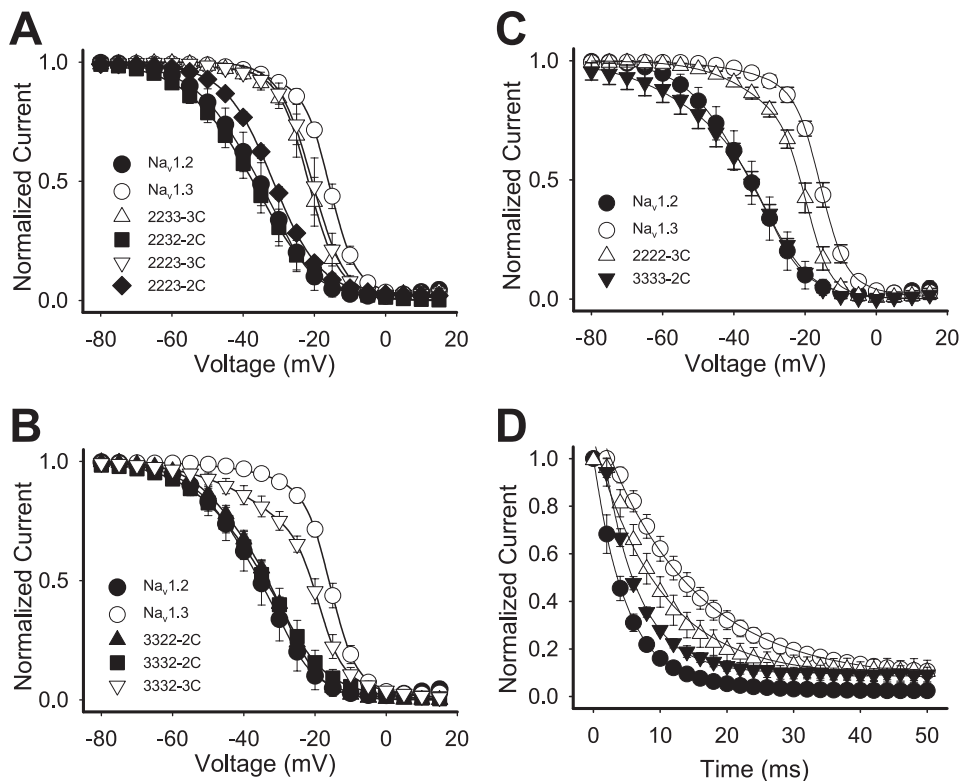 A
Normalized Current
1.0
0.5
0.0
Nav1.2
Nav1.3
2233-3C
2232-2C
2223-3C
2223-2C
-80 -60 -40 -20 0 20
Voltage (mV)
B
Normalized Current
1.0
0.5
0.0
Nav1.2
Nav1.3
3322-2C
3332-2C
3332-3C
-80 -60 -40 -20 0 20
Voltage (mV)
C
Normalized Current
1.0
0.5
0.0
Nav1.2
Nav1.3
2222-3C
3333-2C
-80 -60 -40 -20 0 20
Voltage (mV)
D
Normalized Current
1.0
0.8
0.6
0.4
0.2
0.0
0 10 20 30 40 50
Time (ms)